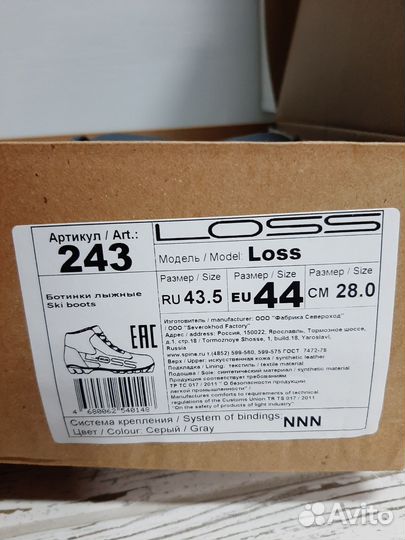 Артикул / Art.:
243
LOSS
Модель / Model: Loss
Ботинки лыжные
Ski boots
Размер / Size
RU 43.5
Размер / Size
EU 44
Размер / Size
CM 28.0
EAC
Изготовитель / manufacturer: ООО "Фабрика Североход"
/ OOO "Severokhod Factory"
Адрес / address: Россия, 150022, Ярославль, Тормозное шоссе,
д.1, стр.18 / Tormoznoye Shosse, 1, build.18, Yaroslavl,
Russia
www.spine.ru / (4852) 599-560, 599-575 ГОСТ 7472-78
Верх / Upper: искусственная кожа / synthetic leather
Подкладка / Lining: текстиль / textile material
Подошва / Sole: синтетический материал / synthetic material
Продукция соответствует требованиям
ТР ТС 017 / 2011 " О безопасности продукции
легкой промышленности" /
Manufactures comforts to requirements of technical
regulations of the Customs Union TR TS 017 / 2011
"On the safety of products of light industry"
4 680062 540148
Система крепления / System of bindings
NNN
Цвет / Colour: Серый / Gray
Avito